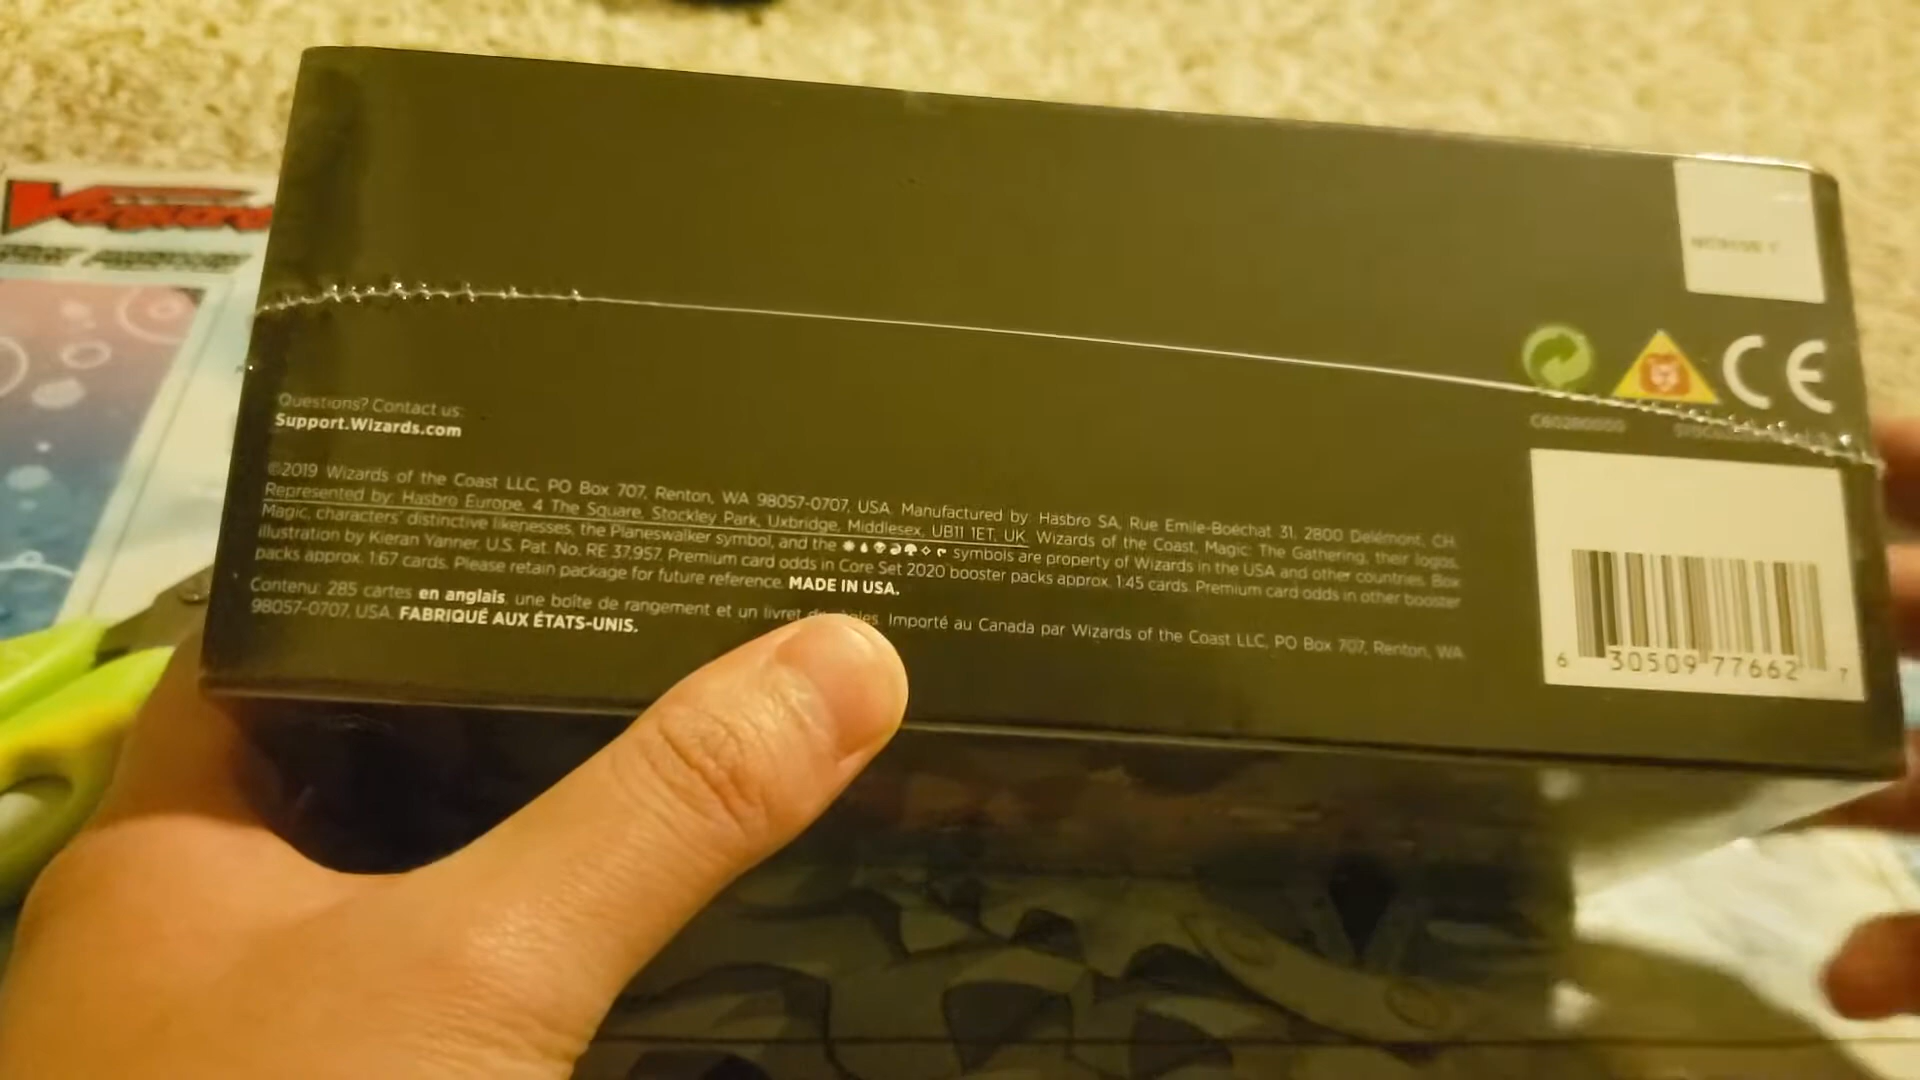 Vanguard
Questions? Contact us:
Support.Wizards.com
©2019 Wizards of the Coast LLC, PO Box 707, Renton, WA 98057-0707, USA. Manufactured by: Hasbro SA, Rue Emile-Boéchat 31, 2800 Delémont, CH.
Represented by: Hasbro Europe, 4 The Square, Stockley Park, Uxbridge, Middlesex, UB11 1ET, UK. Wizards of the Coast, Magic: The Gathering, their logos,
Magic, characters' distinctive likenesses, the Planeswalker symbol, and the symbols are property of Wizards in the USA and other countries. Box
illustration by Kieran Yanner. U.S. Pat. No. RE 37,957. Premium card odds in Core Set 2020 booster packs approx. 1:45 cards. Premium card odds in other booster
packs approx. 1:67 cards. Please retain package for future reference. MADE IN USA.
Contenu: 285 cartes en anglais, une boîte de rangement et un livret Importé au Canada par Wizards of the Coast LLC, PO Box 707, Renton, WA
98057-0707, USA. FABRIQUÉ AUX ÉTATS-UNIS.
CE
C60280000
6 30509 77662 7